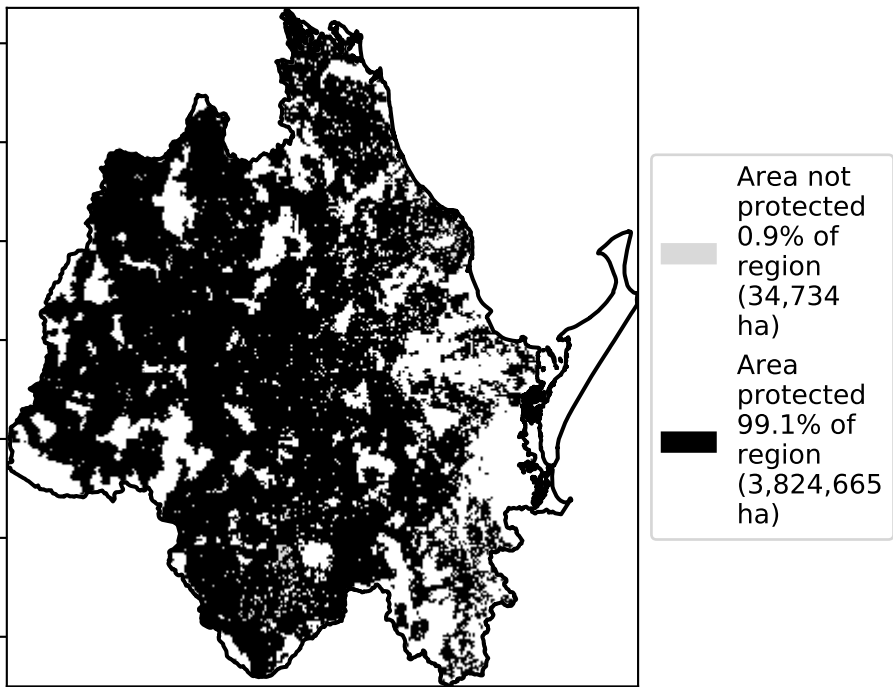 Area not
protected
0.9% of
region
(34,734
ha)
Area
protected
99.1% of
region
(3,824,665
ha)